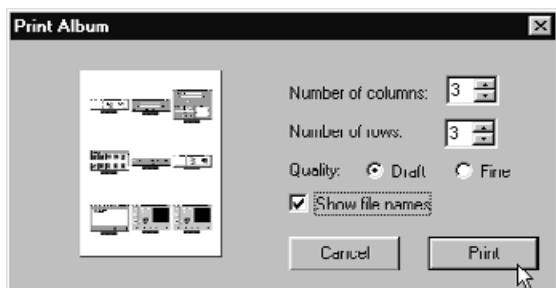 Print Album
Number of columns: 3
Number of rows: 3
Quality: Draft Fine
Show file names
Cancel Print